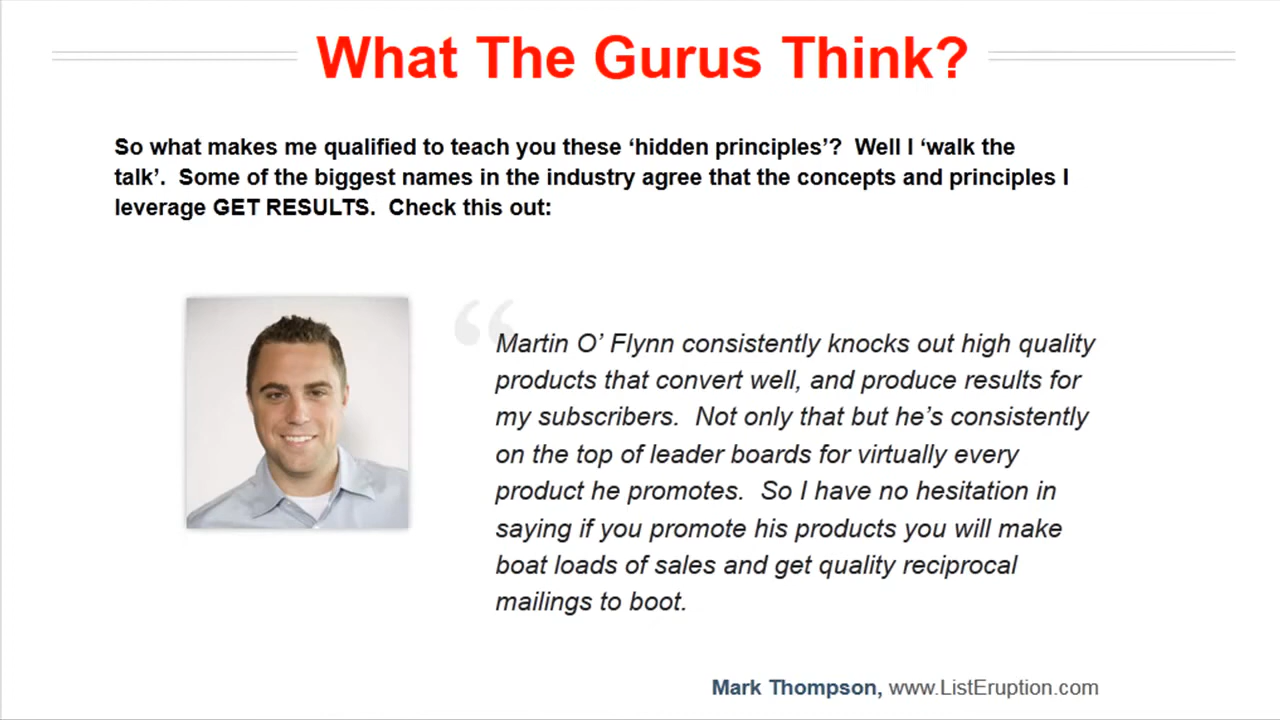 What The Gurus Think?
So what makes me qualified to teach you these ‘hidden principles’?  Well I ‘walk the
talk’.  Some of the biggest names in the industry agree that the concepts and principles I
leverage GET RESULTS.  Check this out:
“
Martin O’ Flynn consistently knocks out high quality
products that convert well, and produce results for
my subscribers.  Not only that but he’s consistently
on the top of leader boards for virtually every
product he promotes.  So I have no hesitation in
saying if you promote his products you will make
boat loads of sales and get quality reciprocal
mailings to boot.
Mark Thompson, www.ListEruption.com